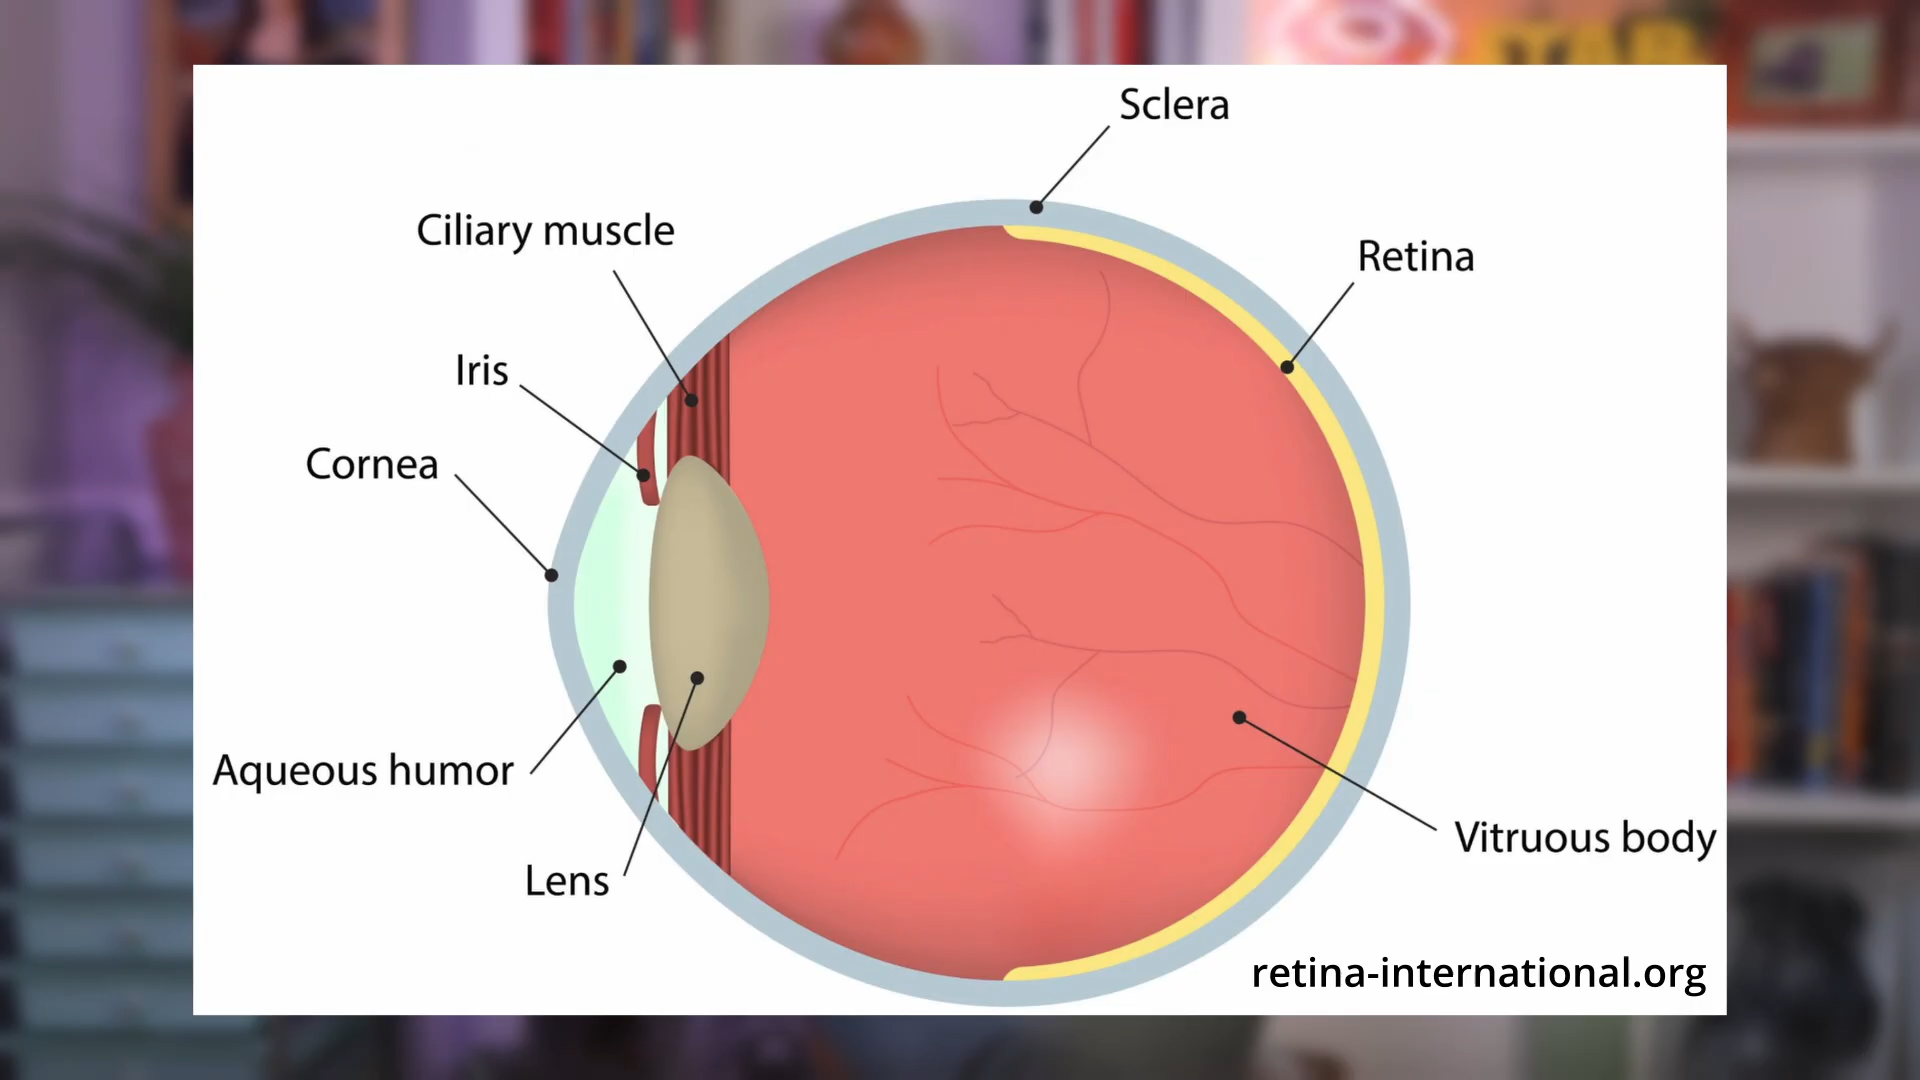 Sclera
Ciliary muscle
Retina
Iris
Cornea
Aqueous humor
Vitruous body
Lens
retina-international.org